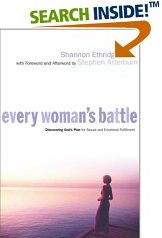 SEARCH INSIDE!™
Shannon Ethridge
with Foreword and Afterword by Stephen Arterburn
every woman's battle
Discovering God's Plan for Sexual and Emotional Fulfillment